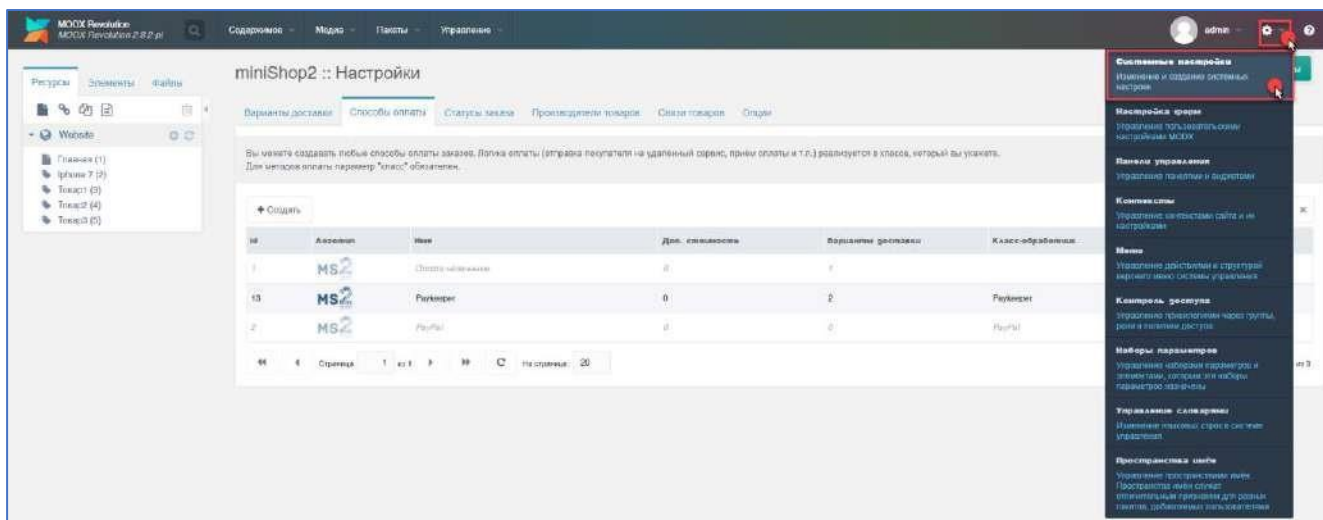 MODX Revolution
MODX Revolution 2.8.2-pl
Содержимое Медиа Пакеты Управление
admin
Ресурсы Элементы Файлы
miniShop2 :: Настройки
Варианты доставки Способы оплаты Статусы заказа Производители товаров Связи товаров Опции
Website
Главная (1)
Iphone 7 (2)
Товар1 (3)
Товар2 (4)
Товар3 (5)
Вы можете создавать любые способы оплаты заказов. Логика оплаты (отправка покупателя на удалённый сервис, приём оплаты и т.п.) реализуется в классе, который вы укажете.
Для методов оплаты параметр "класс" обязателен.
Создать
Id Логотип Имя Доп. стоимость Варианты доставки Класс-обработчик
1 MS2 0 1
13 MS2 Paykeeper 0 2 Paykeeper
2 MS2 PayPal 0 0 PayPal
Страница 1 из 1 На странице: 20 из 3
Системные настройки
Изменение и создание системных
настроек
Настройка форм
Управление пользовательскими
настройками MODX
Панели управления
Управление панелями и виджетами
Контексты
Управление контекстами сайта и их
настройками
Меню
Управление действиями и структурой
верхнего меню системы управления
Контроль доступа
Управление привилегиями через группы,
роли и политики доступа
Наборы параметров
Управление наборами параметров и
элементами, которым эти наборы
параметров назначены
Управление словарями
Изменение языковых строк в системе
управления
Пространства имён
Управление пространствами имён.
Пространства имён служат
отличительным признаком для разных
пакетов, добавляемых пользователями